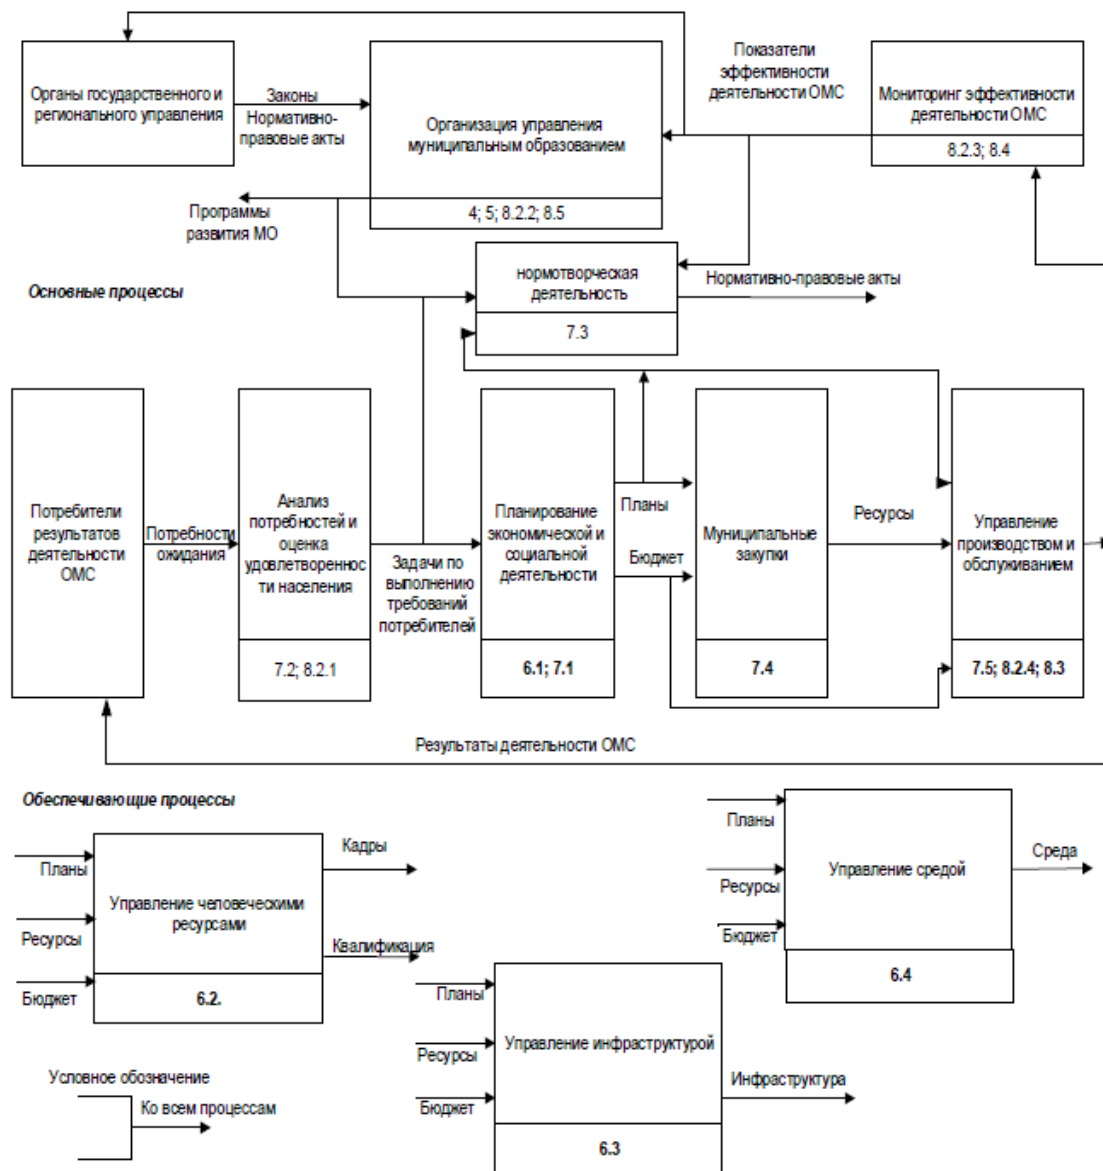 Органы государственного и
регионального управления
Законы
Нормативно-
правовые акты
Организация управления
муниципальным образованием
4; 5; 8.2.2; 8.5
Показатели
эффективности
деятельности ОМС
Мониторинг эффективности
деятельности ОМС
8.2.3; 8.4
Программы
развития МО
нормотворческая
деятельность
7.3
Нормативно-правовые акты
Основные процессы
Потребители
результатов
деятельности
ОМС
Потребности
ожидания
Анализ
потребностей и
оценка
удовлетвореннос
ти населения
7.2; 8.2.1
Задачи по
выполнению
требований
потребителей
Планирование
экономической и
социальной
деятельности
6.1; 7.1
Планы
Бюджет
Муниципальные
закупки
7.4
Ресурсы
Управление
производством и
обслуживанием
7.5; 8.2.4; 8.3
Результаты деятельности ОМС
Обеспечивающие процессы
Планы
Ресурсы
Бюджет
Управление человеческими
ресурсами
6.2.
Кадры
Квалификация
Планы
Ресурсы
Бюджет
Управление инфраструктурой
6.3
Инфраструктура
Планы
Ресурсы
Бюджет
Управление средой
6.4
Среда
Условное обозначение
Ко всем процессам